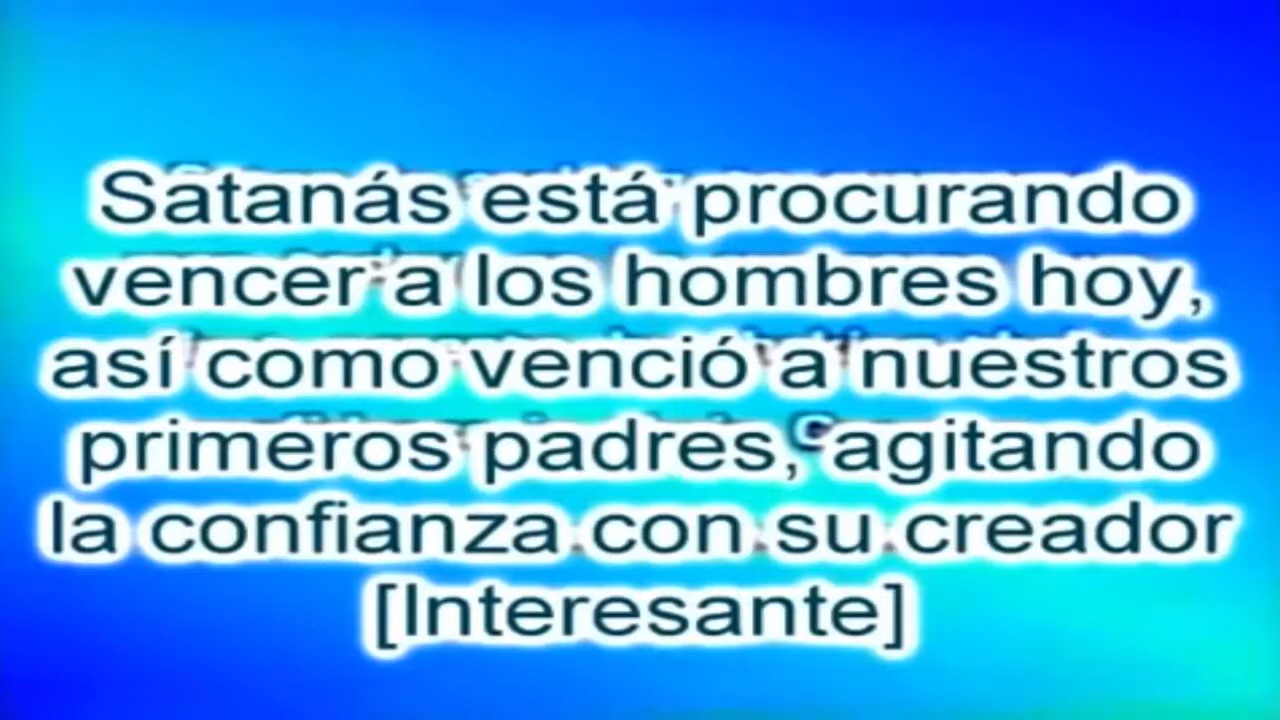 Satanás está procurando
vencer a los hombres hoy,
así como venció a nuestros
primeros padres, agitando
la confianza con su creador
[Interesante]